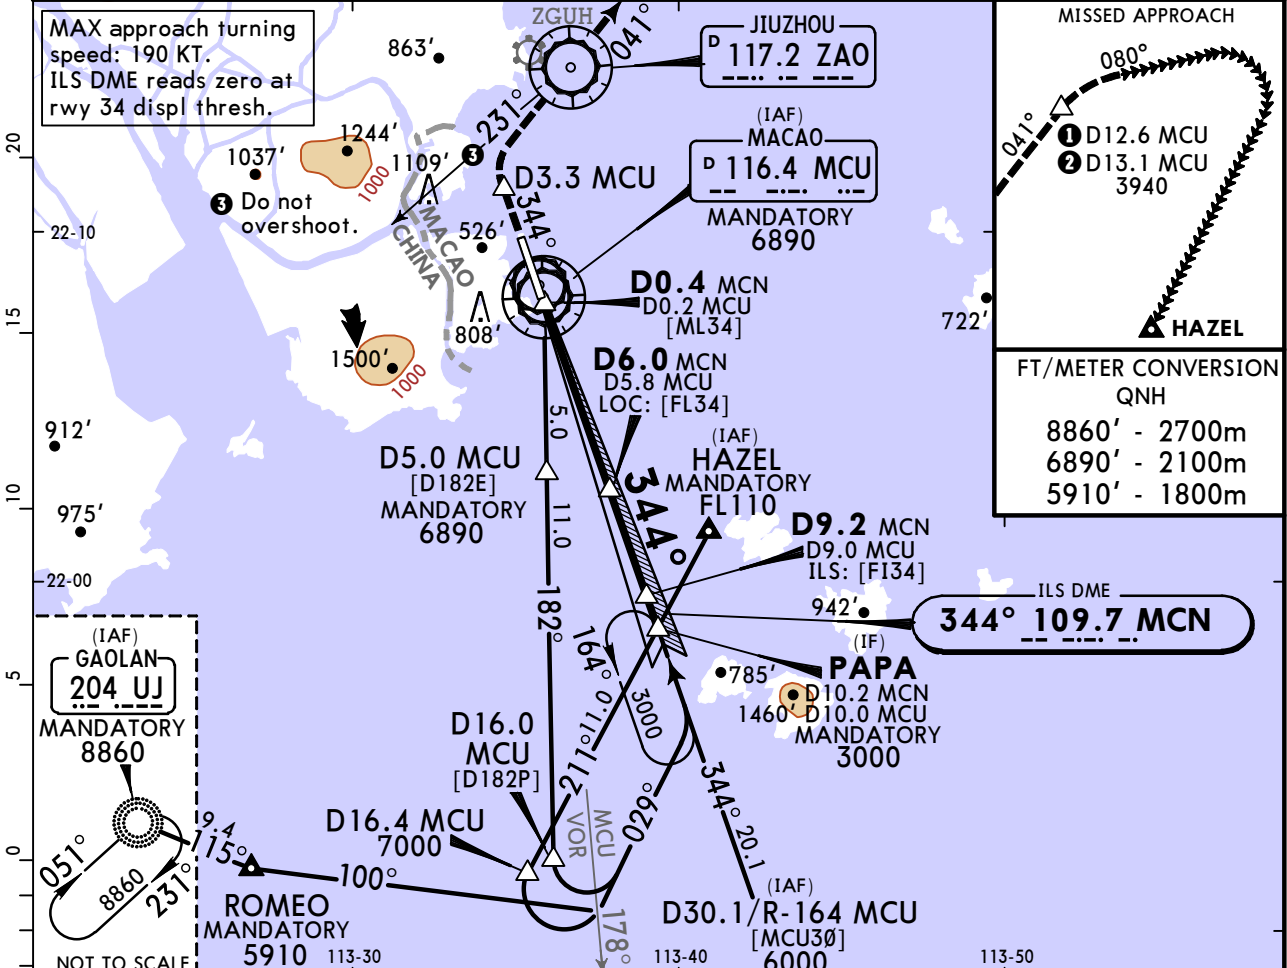 MAX approach turning
speed: 190 KT.
ILS DME reads zero at
rwy 34 displ thresh.
863'
ZGUH
041°
JIUZHOU
D 117.2 ZAO
MISSED APPROACH
080°
041°
❶ D12.6 MCU
❷ D13.1 MCU
3940
HAZEL
FT/METER CONVERSION
QNH
8860' - 2700m
6890' - 2100m
5910' - 1800m
231°
❸
1244'
1037'
1000
1109'
❸ Do not
overshoot.
(IAF)
MACAO
D 116.4 MCU
MANDATORY
6890
D3.3 MCU
344°
MACAO
CHINA
526'
808'
1500'
1000
722'
20
22-10
15
D0.4 MCN
D0.2 MCU
[ML34]
D6.0 MCN
D5.8 MCU
LOC: [FL34]
912'
975'
10
22-00
5
0
5.0
D5.0 MCU
[D182E]
MANDATORY
6890
11.0
182°
344°
(IAF)
HAZEL
MANDATORY
FL110
D9.2 MCN
D9.0 MCU
ILS: [FI34]
942'
ILS DME
344° 109.7 MCN
(IF)
PAPA
D10.2 MCN
D10.0 MCU
MANDATORY
3000
785'
1460'
164°
3000
11.0
211°
029°
344°
20.1
(IAF)
GAOLAN
204 UJ
MANDATORY
8860
051°
8860
231°
9.4
115°
NOT TO SCALE
ROMEO
MANDATORY
5910
100°
D16.0
MCU
[D182P]
D16.4 MCU
7000
MCU
VOR
178°
(IAF)
D30.1/R-164 MCU
[MCU3Ø]
6000
113-30
113-40
113-50